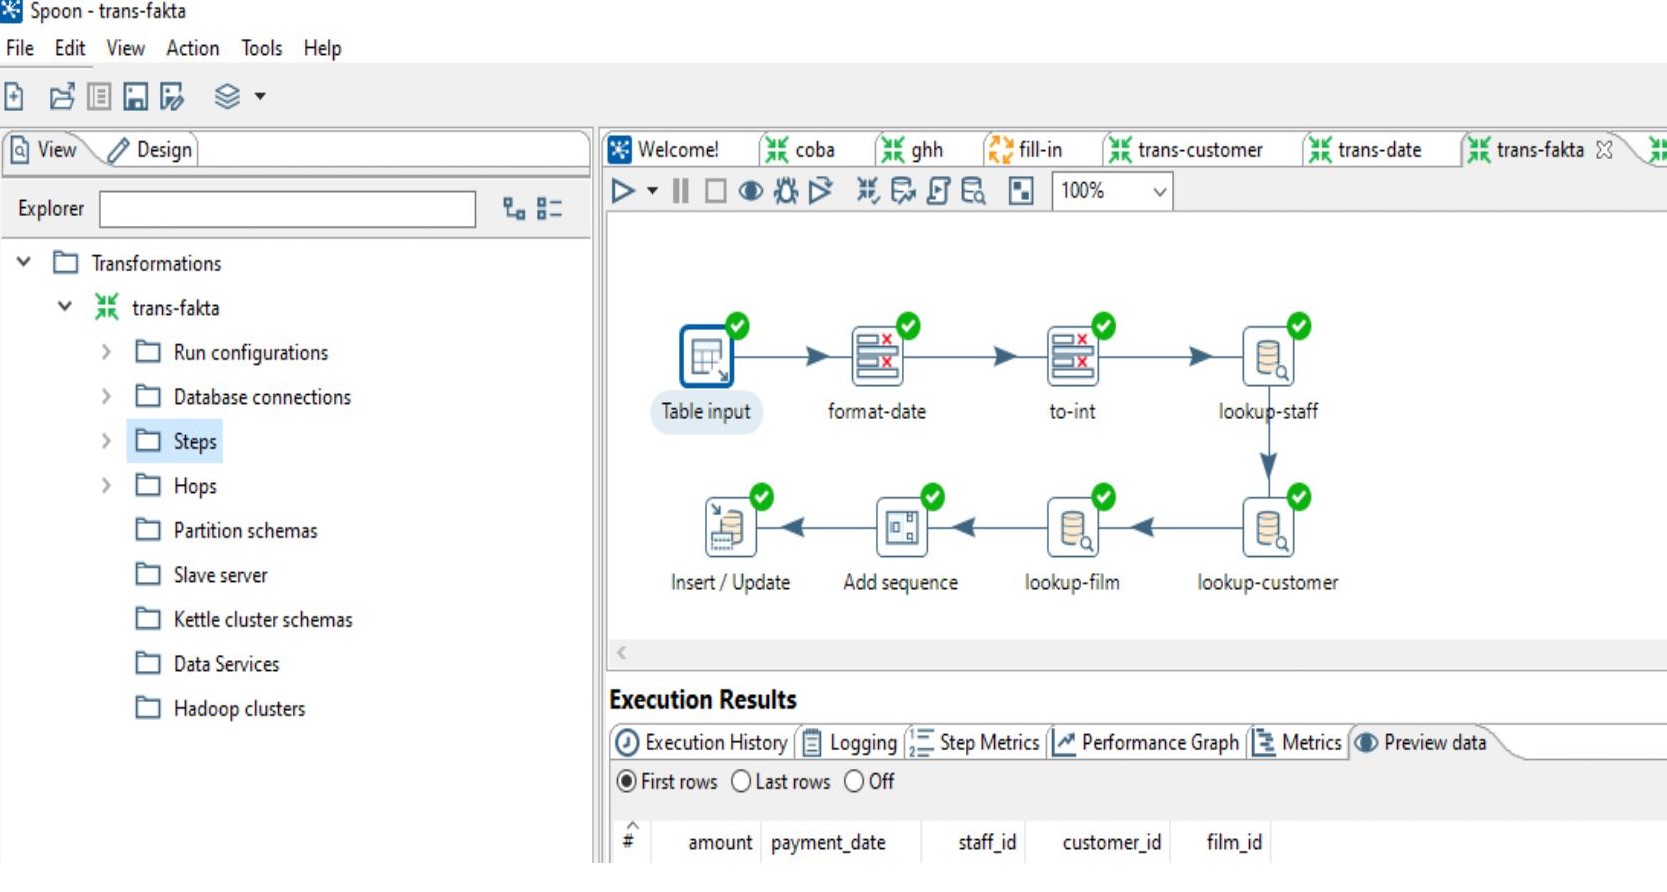 Spoon - trans-fakta
File Edit View Action Tools Help
View Design
Welcome! coba ghh fill-in trans-customer trans-date trans-fakta
100%
Explorer
Transformations
trans-fakta
Run configurations
Database connections
Steps
Hops
Partition schemas
Slave server
Kettle cluster schemas
Data Services
Hadoop clusters
Table input format-date to-int lookup-staff
Insert / Update Add sequence lookup-film lookup-customer
Execution Results
Execution History Logging Step Metrics Performance Graph Metrics Preview data
First rows Last rows Off
# amount payment_date staff_id customer_id film_id